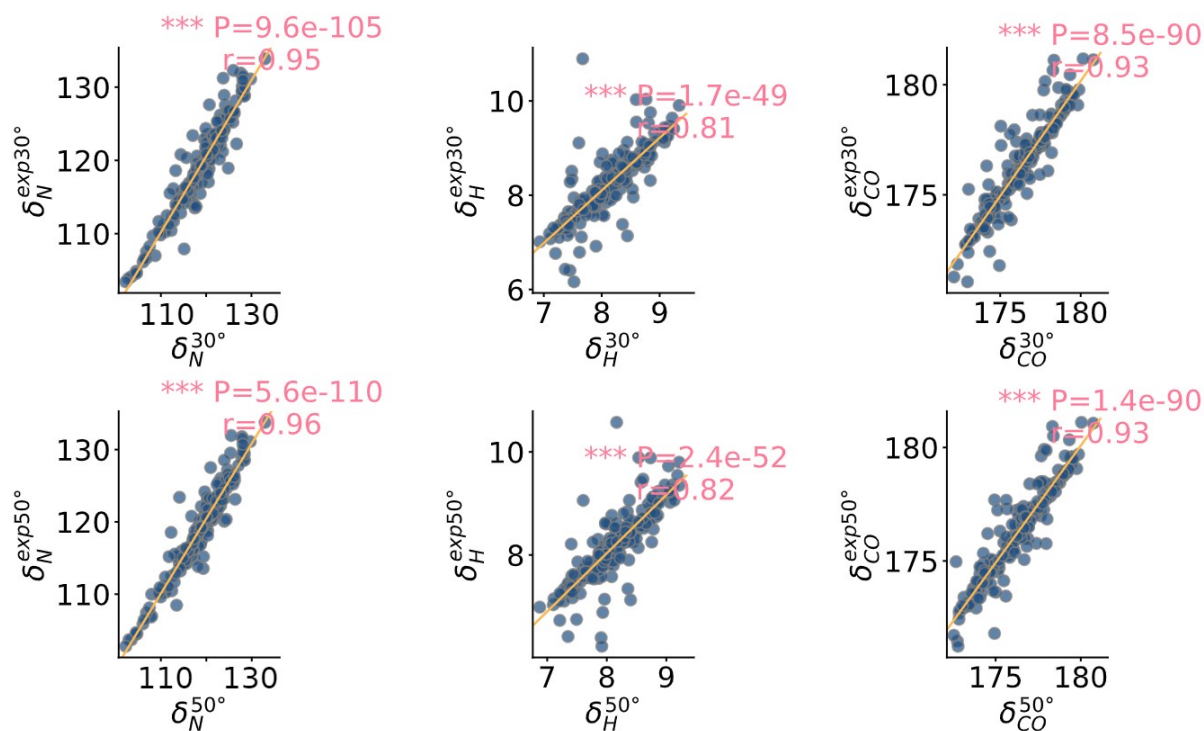 *** P=9.6e-105
r=0.95
130
120
110
110 130
δ_N^{exp30°}
δ_N^{30°}
*** P=1.7e-49
r=0.81
10
8
6
7 8 9
δ_H^{exp30°}
δ_H^{30°}
*** P=8.5e-90
r=0.93
180
175
175 180
δ_CO^{exp30°}
δ_CO^{30°}
*** P=5.6e-110
r=0.96
130
120
110
110 130
δ_N^{exp50°}
δ_N^{50°}
*** P=2.4e-52
r=0.82
10
8
7 8 9
δ_H^{exp50°}
δ_H^{50°}
*** P=1.4e-90
r=0.93
180
175
175 180
δ_CO^{exp50°}
δ_CO^{50°}